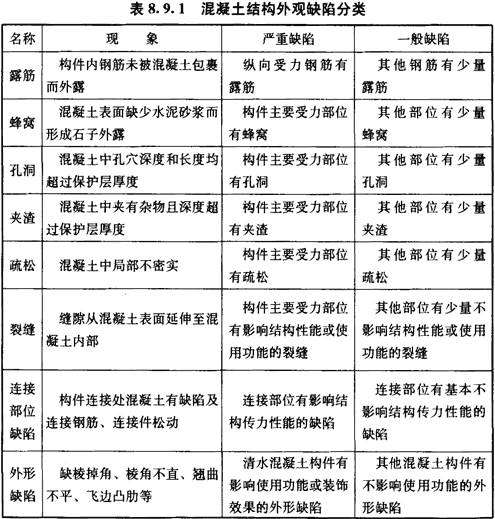 表 8.9.1 混凝土结构外观缺陷分类
名称 现 象 严重缺陷 一般缺陷
露筋 构件内钢筋未被混凝土包裹而外露 纵向受力钢筋有露筋 其他钢筋有少量露筋
蜂窝 混凝土表面缺少水泥砂浆而形成石子外露 构件主要受力部位有蜂窝 其他部位有少量蜂窝
孔洞 混凝土中孔穴深度和长度均超过保护层厚度 构件主要受力部位有孔洞 其他部位有少量孔洞
夹渣 混凝土中夹有杂物且深度超过保护层厚度 构件主要受力部位有夹渣 其他部位有少量夹渣
疏松 混凝土中局部不密实 构件主要受力部位有疏松 其他部位有少量疏松
裂缝 缝隙从混凝土表面延伸至混凝土内部 构件主要受力部位有影响结构性能或使用功能的裂缝 其他部位有少量不影响结构性能或使用功能的裂缝
连接部位缺陷 构件连接处混凝土有缺陷及连接钢筋、连接件松动 连接部位有影响结构传力性能的缺陷 连接部位有基本不影响结构传力性能的缺陷
外形缺陷 缺棱掉角、棱角不直、翘曲不平、飞边凸肋等 清水混凝土构件有影响使用功能或装饰效果的外形缺陷 其他混凝土构件有不影响使用功能的外形缺陷